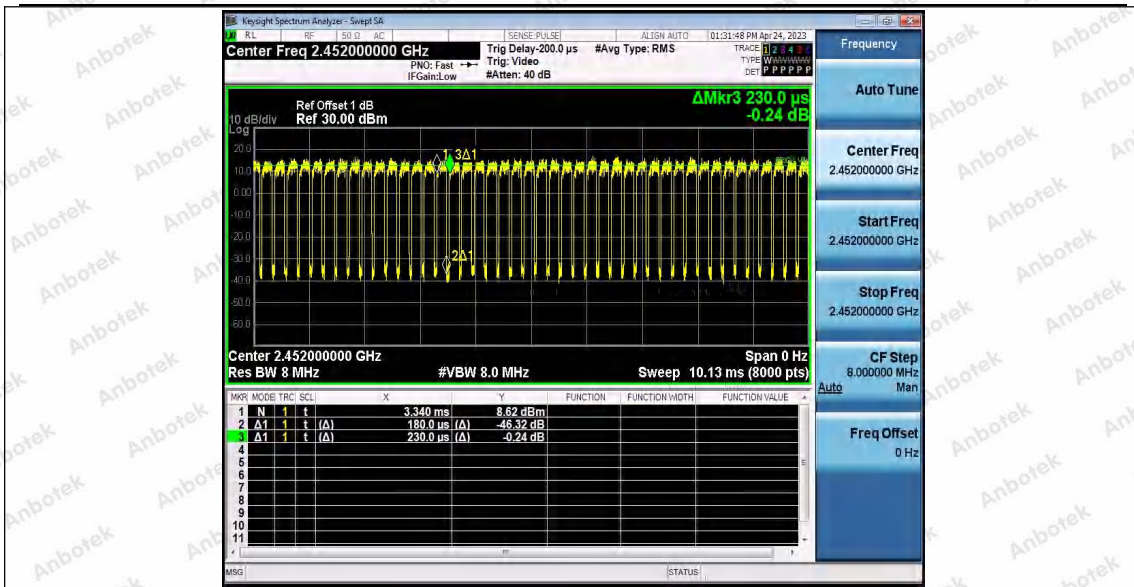 Keysight Spectrum Analyzer - Swept SA
RL RF 50 Ω AC SENSE:PULSE ALIGN AUTO 01:31:48 PM Apr 24, 2023
Center Freq 2.452000000 GHz
PNO: Fast
IFGain:Low
Trig Delay-200.0 µs
Trig: Video
#Atten: 40 dB
#Avg Type: RMS
TRACE 1 2 3 4 5 6
TYPE
DET P P P P P P
Frequency
ΔMkr3 230.0 µs
-0.24 dB
Ref Offset 1 dB
10 dB/div Ref 30.00 dBm
Log
20.0
10.0
0.00
-10.0
-20.0
-30.0
-40.0
-50.0
-60.0
1 3Δ1
2Δ1
Center 2.452000000 GHz Span 0 Hz
Res BW 8 MHz #VBW 8.0 MHz Sweep 10.13 ms (8000 pts)
MKR MODE TRC SCL X Y FUNCTION FUNCTION WIDTH FUNCTION VALUE
1 N 1 t 3.340 ms 8.62 dBm
2 Δ1 1 t (Δ) 180.0 µs (Δ) -46.32 dB
3 Δ1 1 t (Δ) 230.0 µs (Δ) -0.24 dB
4
5
6
7
8
9
10
11
MSG STATUS
Auto Tune
Center Freq
2.452000000 GHz
Start Freq
2.452000000 GHz
Stop Freq
2.452000000 GHz
CF Step
8.000000 MHz
Auto Man
Freq Offset
0 Hz
Anbotek